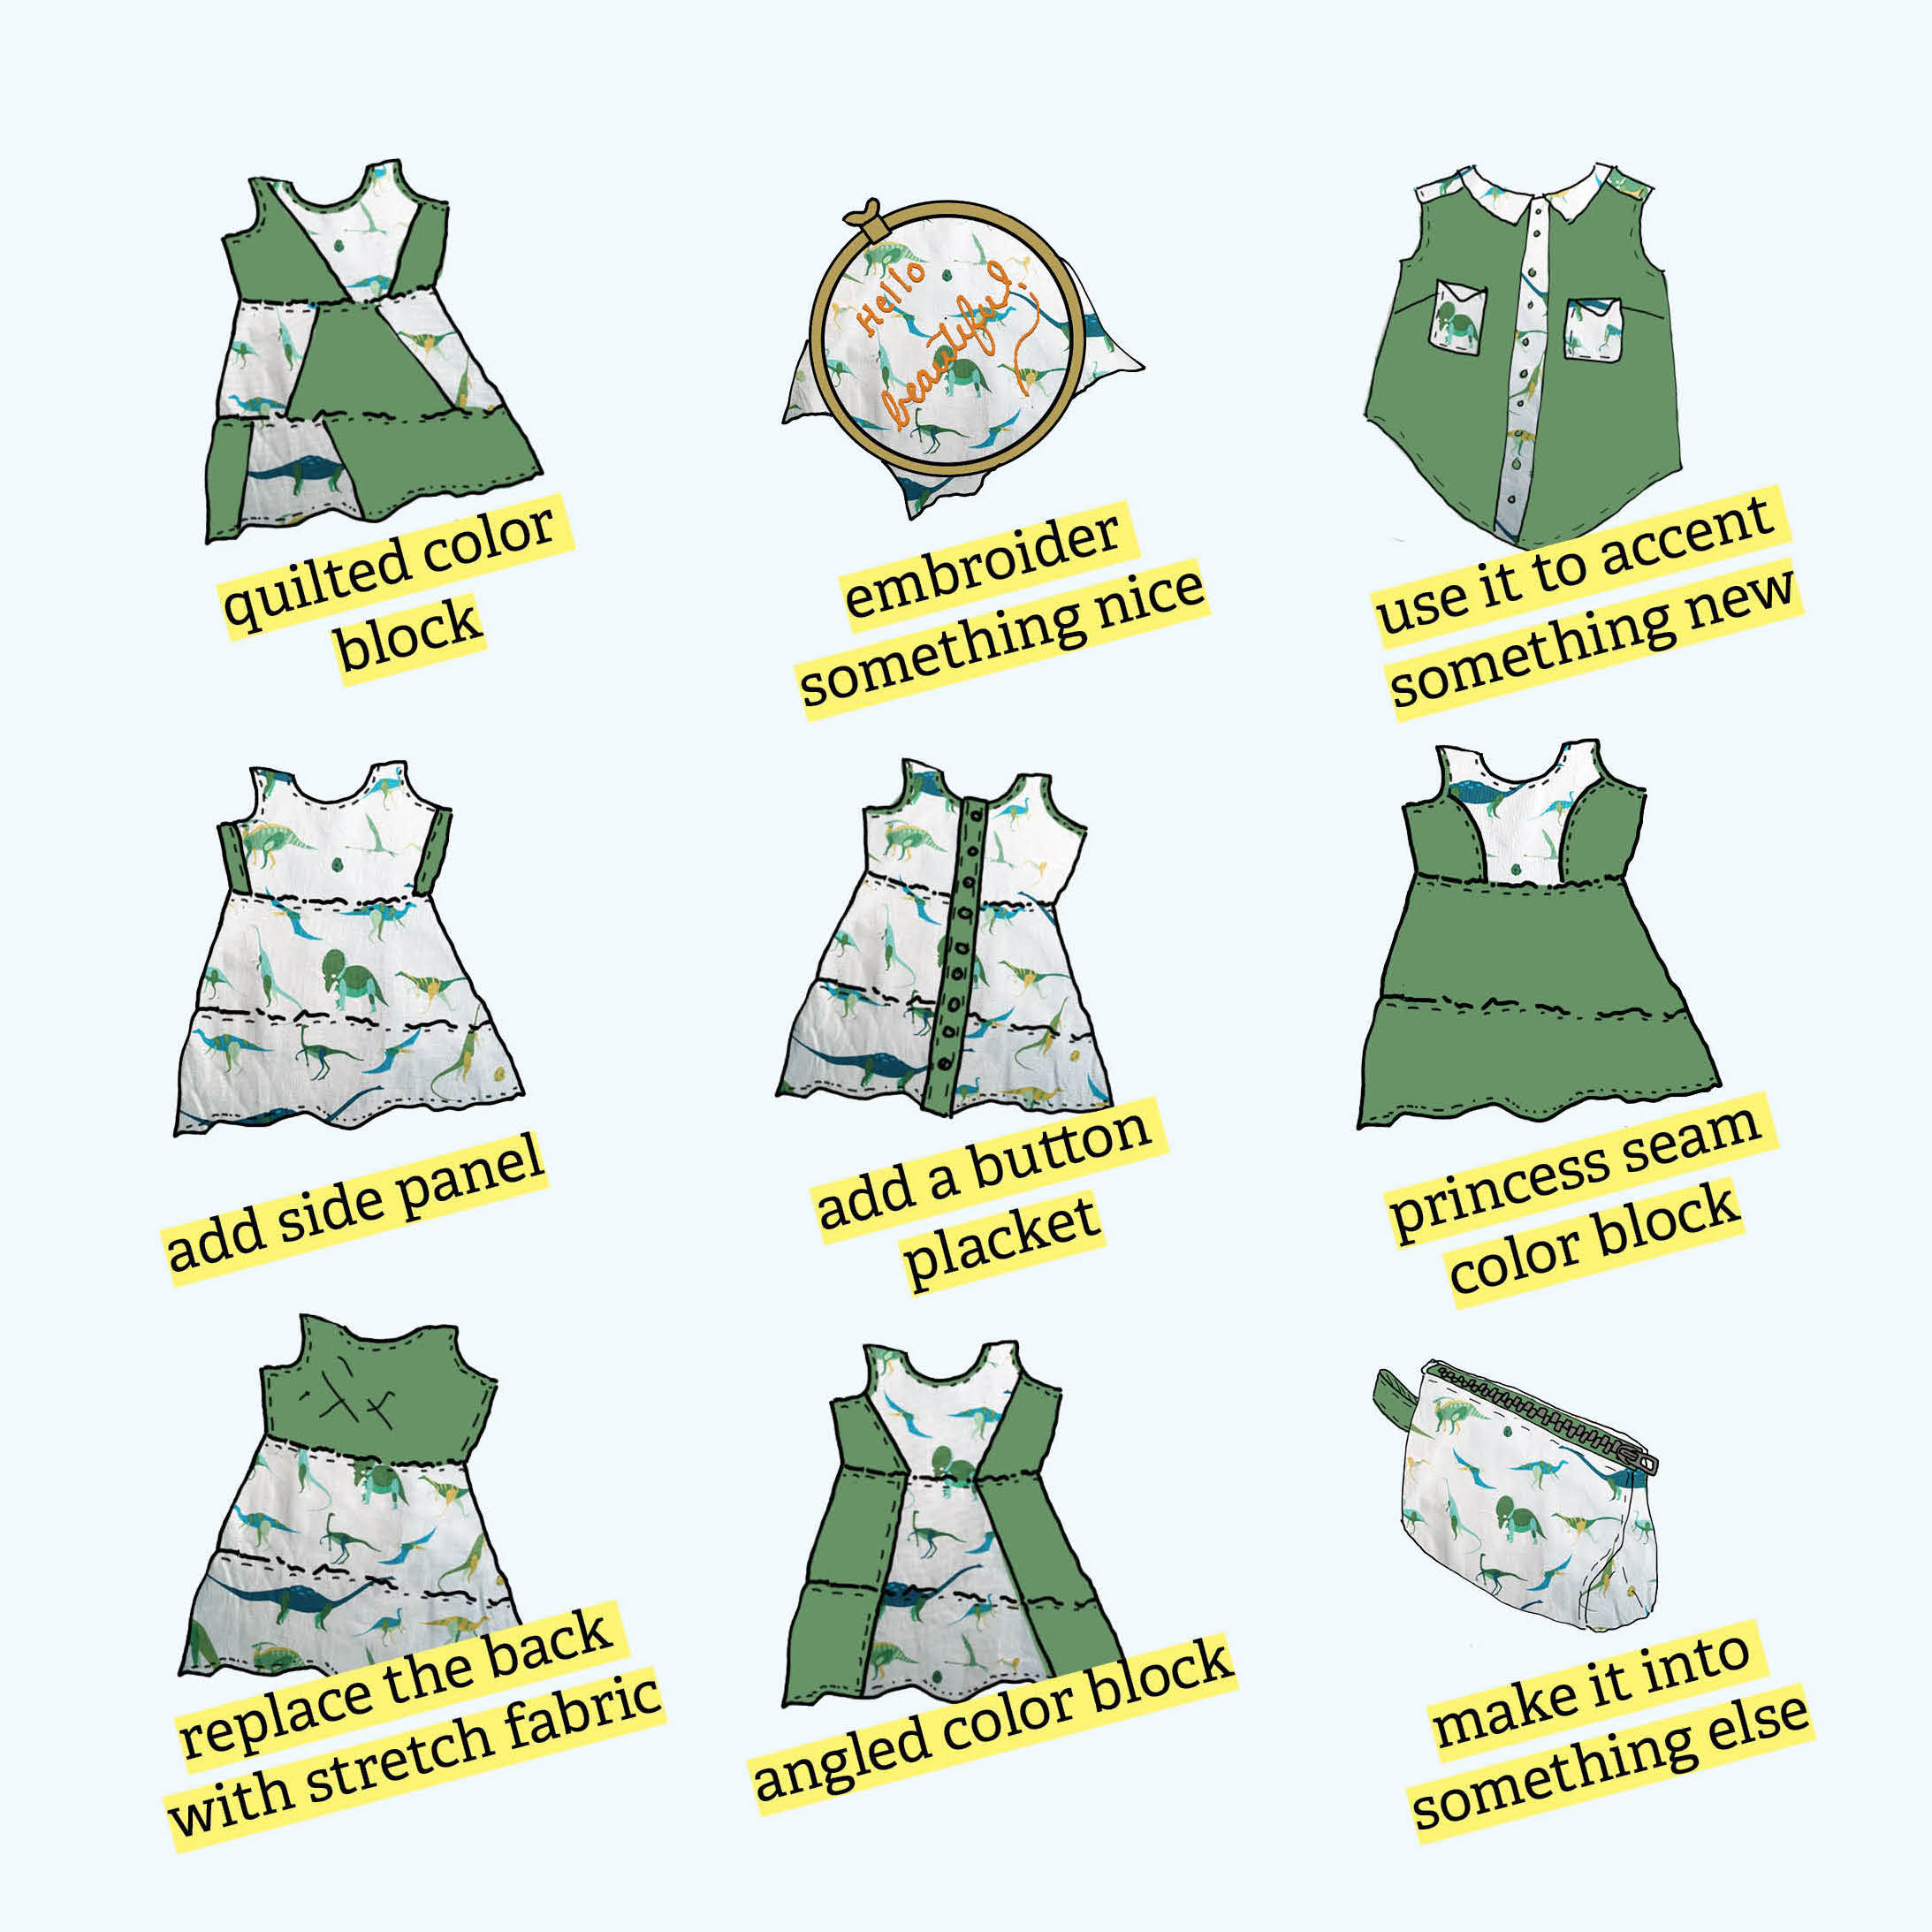 Hello
beautiful!
quilted color
block
embroider
something nice
use it to accent
something new
add side panel
add a button
placket
princess seam
color block
replace the back
with stretch fabric
angled color block
make it into
something else